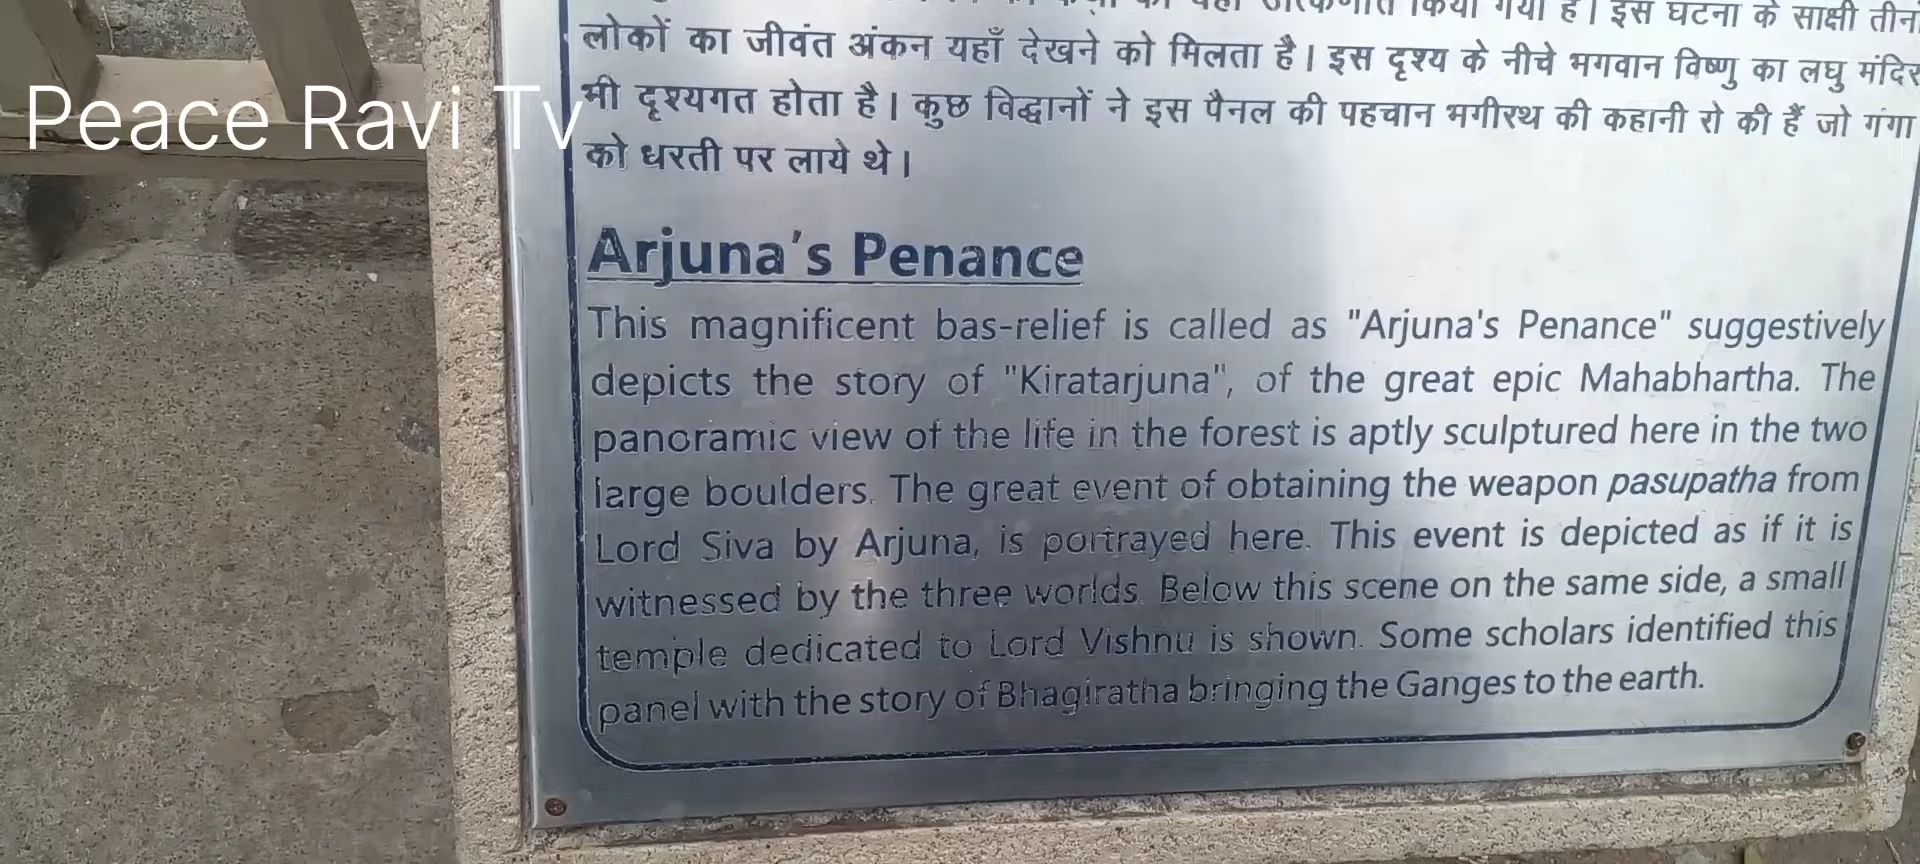 किया गया है। इस घटना के साक्षी तीनों
लोकों का जीवंत अंकन यहाँ देखने को मिलता है। इस दृश्य के नीचे भगवान विष्णु का लघु मंदिर
भी दृश्यगत होता है। कुछ विद्धानों ने इस पैनल की पहचान भगीरथ की कहानी रो की हैं जो गंगा
को धरती पर लाये थे।
Peace Ravi Tv
Arjuna's Penance
This magnificent bas-relief is called as "Arjuna's Penance" suggestively
depicts the story of "Kiratarjuna", of the great epic Mahabhartha. The
panoramic view of the life in the forest is aptly sculptured here in the two
large boulders. The great event of obtaining the weapon pasupatha from
Lord Siva by Arjuna, is portrayed here. This event is depicted as if it is
witnessed by the three worlds. Below this scene on the same side, a small
temple dedicated to Lord Vishnu is shown. Some scholars identified this
panel with the story of Bhagiratha bringing the Ganges to the earth.